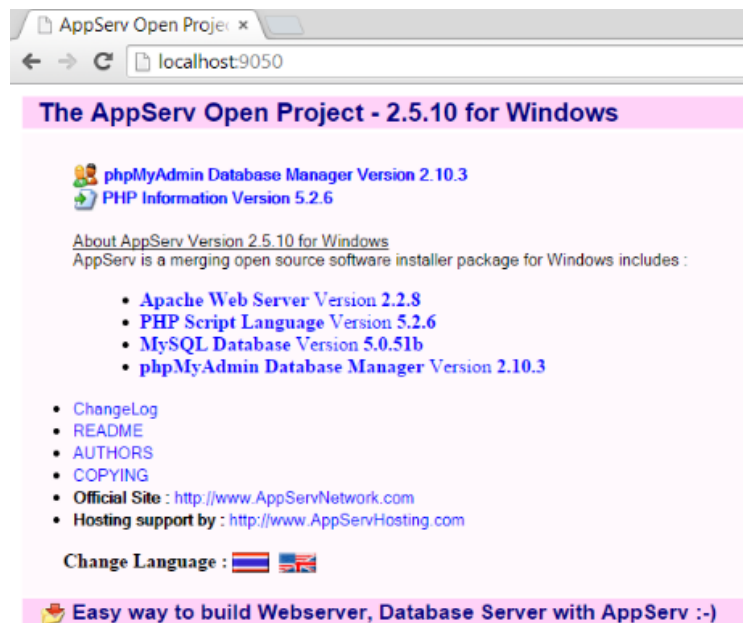 AppServ Open Projec
localhost:9050
The AppServ Open Project - 2.5.10 for Windows
phpMyAdmin Database Manager Version 2.10.3
PHP Information Version 5.2.6
About AppServ Version 2.5.10 for Windows
AppServ is a merging open source software installer package for Windows includes :
Apache Web Server Version 2.2.8
PHP Script Language Version 5.2.6
MySQL Database Version 5.0.51b
phpMyAdmin Database Manager Version 2.10.3
ChangeLog
README
AUTHORS
COPYING
Official Site : http://www.AppServNetwork.com
Hosting support by : http://www.AppServHosting.com
Change Language :
Easy way to build Webserver, Database Server with AppServ :-)